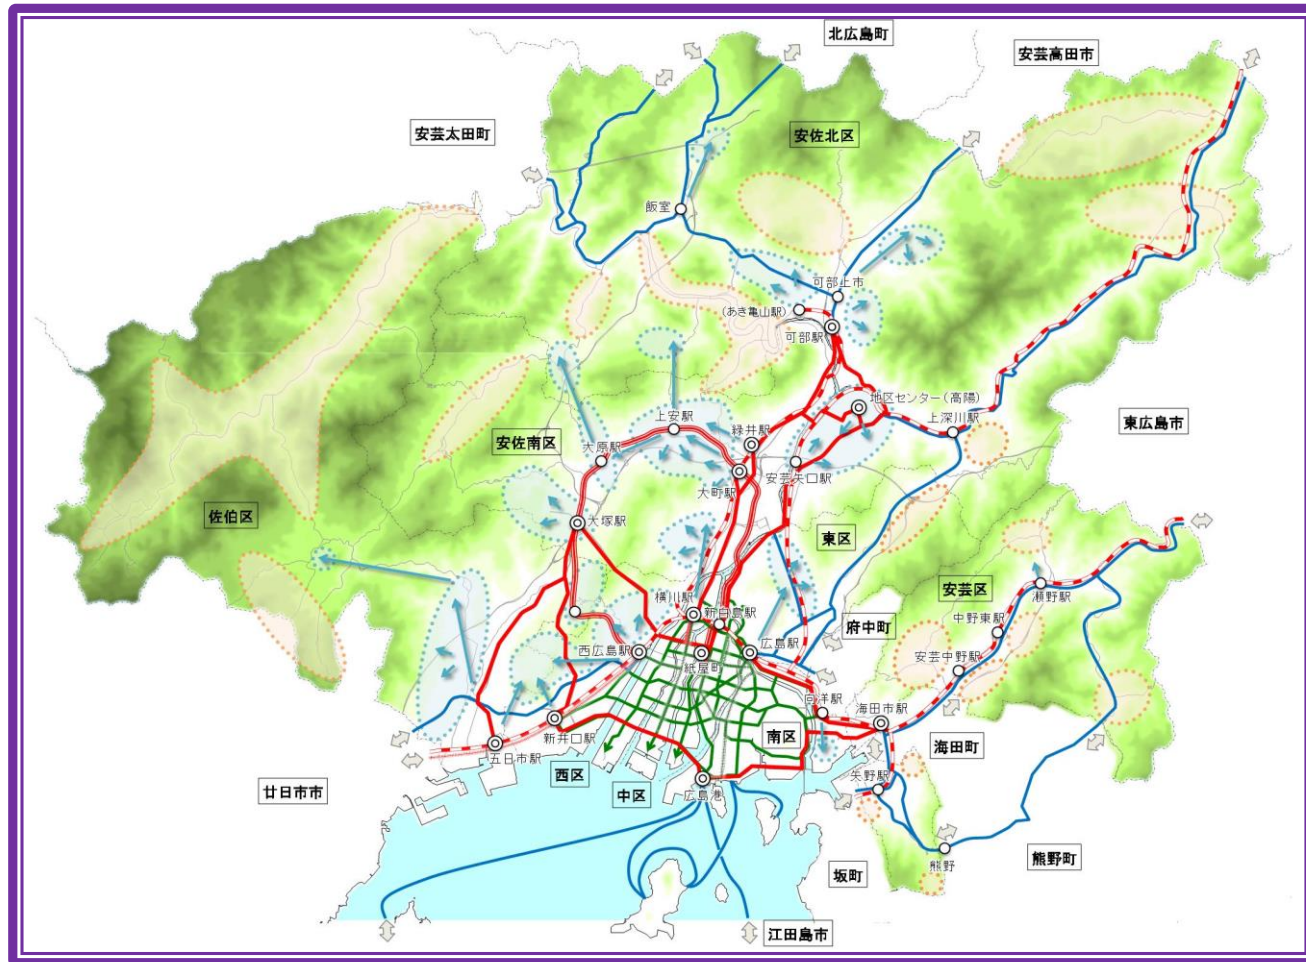 北広島町
安芸高田市
安芸太田町
安佐北区
飯室
可部上市
(あき亀山駅)
可部駅
地区センター(高陽)
上深川駅
東広島市
上安駅
緑井駅
安佐南区
大原駅
大町駅
安芸矢口駅
佐伯区
大塚駅
東区
安芸区
瀬野駅
横川駅
新白島駅
府中町
中野東駅
西広島駅
紙屋町
広島駅
安芸中野駅
向洋駅
海田市駅
新井口駅
南区
海田町
五日市駅
西区
中区
広島港
矢野駅
廿日市市
坂町
熊野
熊野町
江田島市